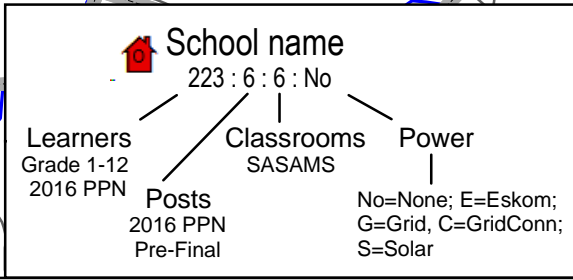 O School name
223 : 6 : 6 : No
Learners
Grade 1-12
2016 PPN
Posts
2016 PPN
Pre-Final
Classrooms
SASAMS
Power
No=None; E=Eskom;
G=Grid, C=GridConn;
S=Solar